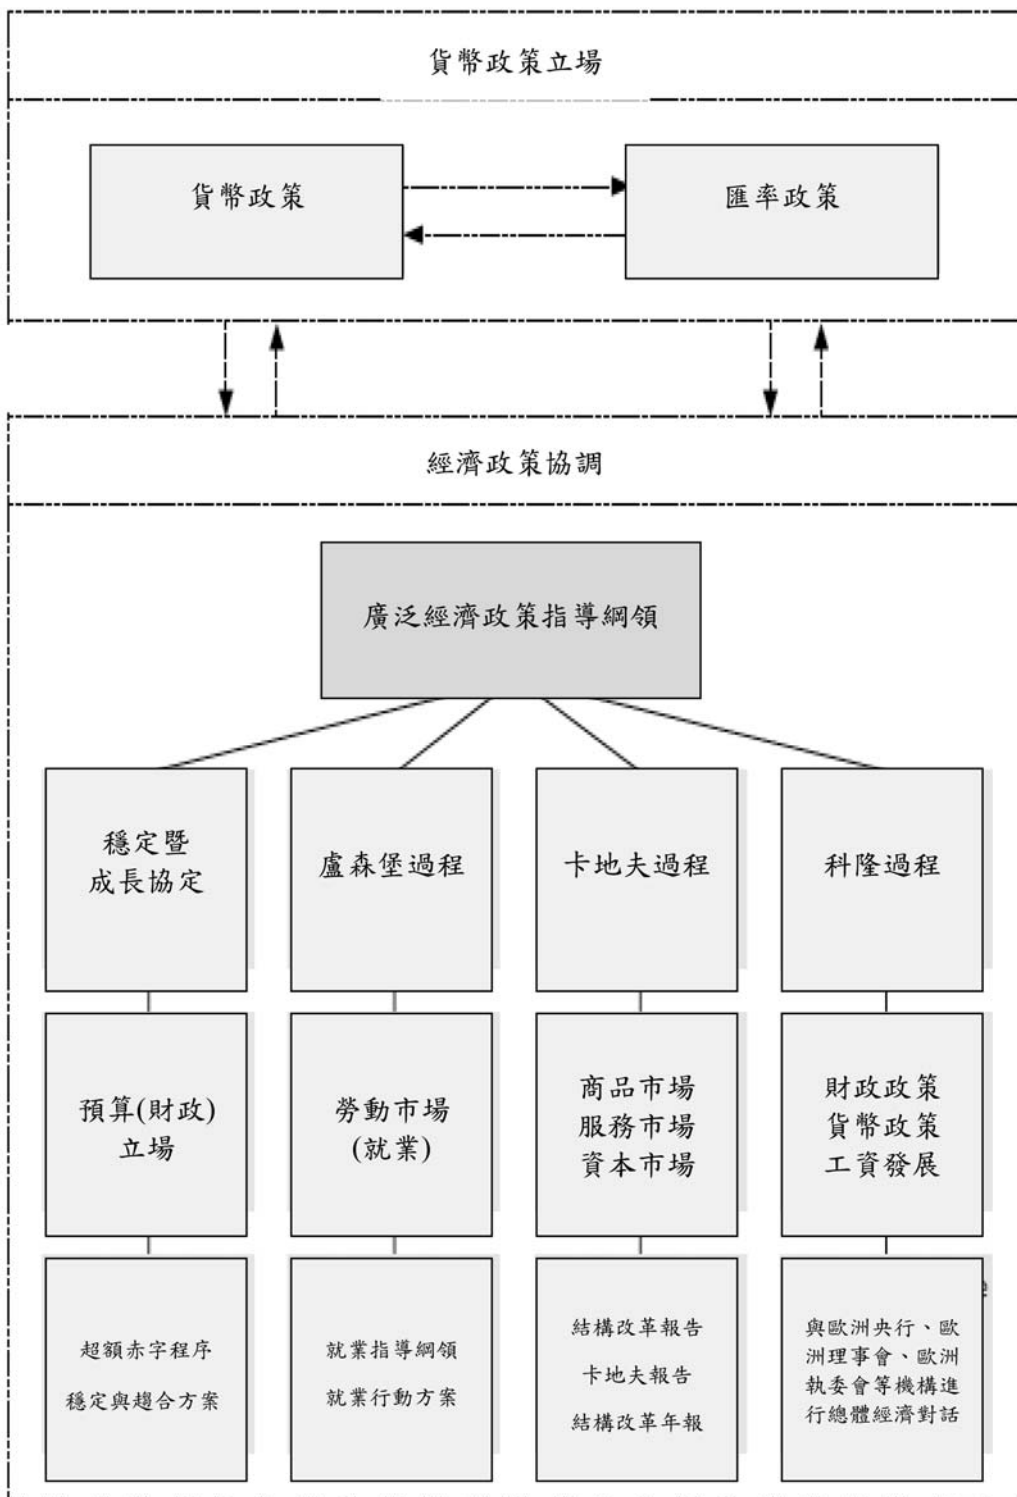 貨幣政策立場
貨幣政策
匯率政策
經濟政策協調
廣泛經濟政策指導綱領
穩定暨
成長協定
盧森堡過程
卡地夫過程
科隆過程
預算(財政)
立場
勞動市場
(就業)
商品市場
服務市場
資本市場
財政政策
貨幣政策
工資發展
超額赤字程序
穩定與趨合方案
就業指導綱領
就業行動方案
結構改革報告
卡地夫報告
結構改革年報
與歐洲央行、歐
洲理事會、歐洲
執委會等機構進
行總體經濟對話